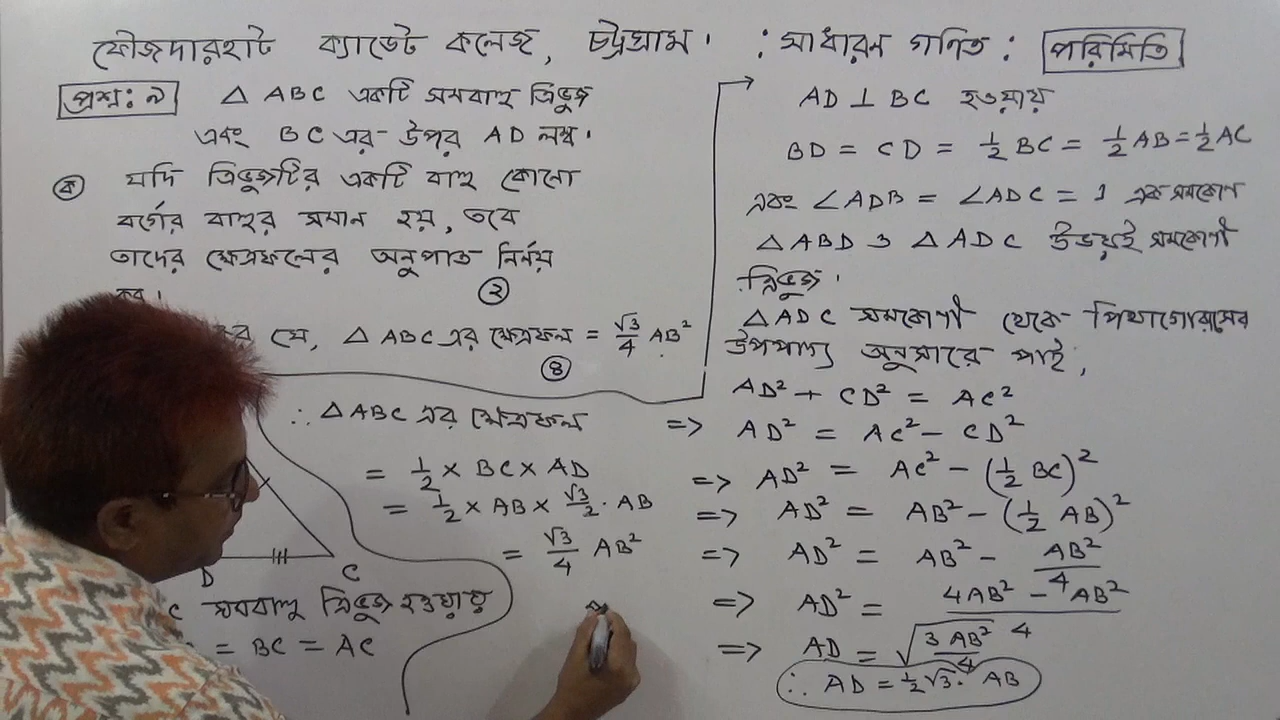 ফৌজদারহাট ক্যাডেট কলেজ, চট্টগ্রাম। : সাধারন গণিত : পরিমিতি
প্রশ্ন: ৯ △ ABC একটি সমবাহু ত্রিভুজ
এবং BC এর উপর AD লম্ব।
ক যদি ত্রিভুজটির একটি বাহু কোনো
বর্গের বাহুর সমান হয়, তবে
তাদের ক্ষেত্রফলের অনুপাত নির্নয়
কর। ২
যে, △ ABC এর ক্ষেত্রফল = √3/4 AB²
8
D C
সমবাহু ত্রিভুজ হওয়ায়
= BC = AC
∴ △ABC এর ক্ষেত্রফল
= 1/2 × BC × AD
= 1/2 × AB × √3/2 · AB
= √3/4 AB²
AD ⊥ BC হওয়ায়
BD = CD = 1/2 BC = 1/2 AB = 1/2 AC
এবং ∠ADB = ∠ADC = 1 এক সমকোণ
△ ABD ও △ ADC উভয়ই সমকোণী
ত্রিভুজ।
△ ADC সমকোণী থেকে পিথাগোরাসের
উপপাদ্য অনুসারে পাই,
AD² + CD² = AC²
=> AD² = AC² - CD²
=> AD² = AC² - (1/2 BC)²
=> AD² = AB² - (1/2 AB)²
=> AD² = AB² - AB²/4
=> AD² = (4AB² - AB²)/4
=> AD = √(3AB²/4)
∴ AD = 1/2 √3 · AB